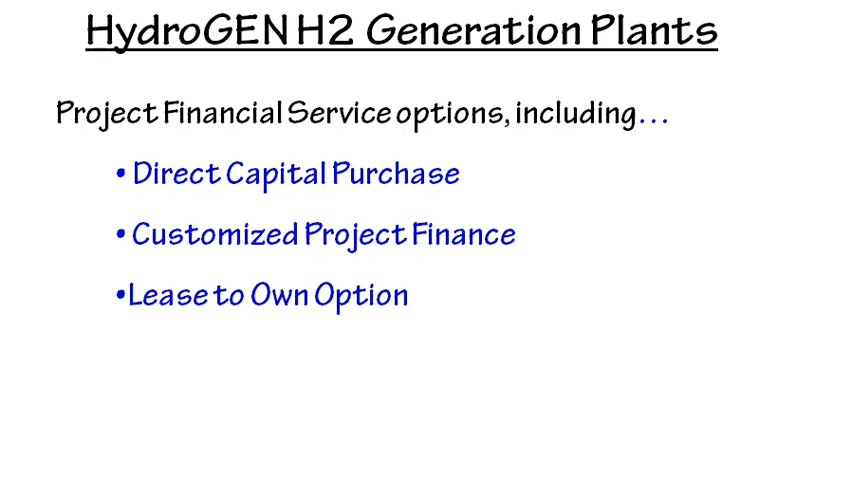 HydroGEN H2 Generation Plants
Project Financial Service options, including...
• Direct Capital Purchase
• Customized Project Finance
•Lease to Own Option